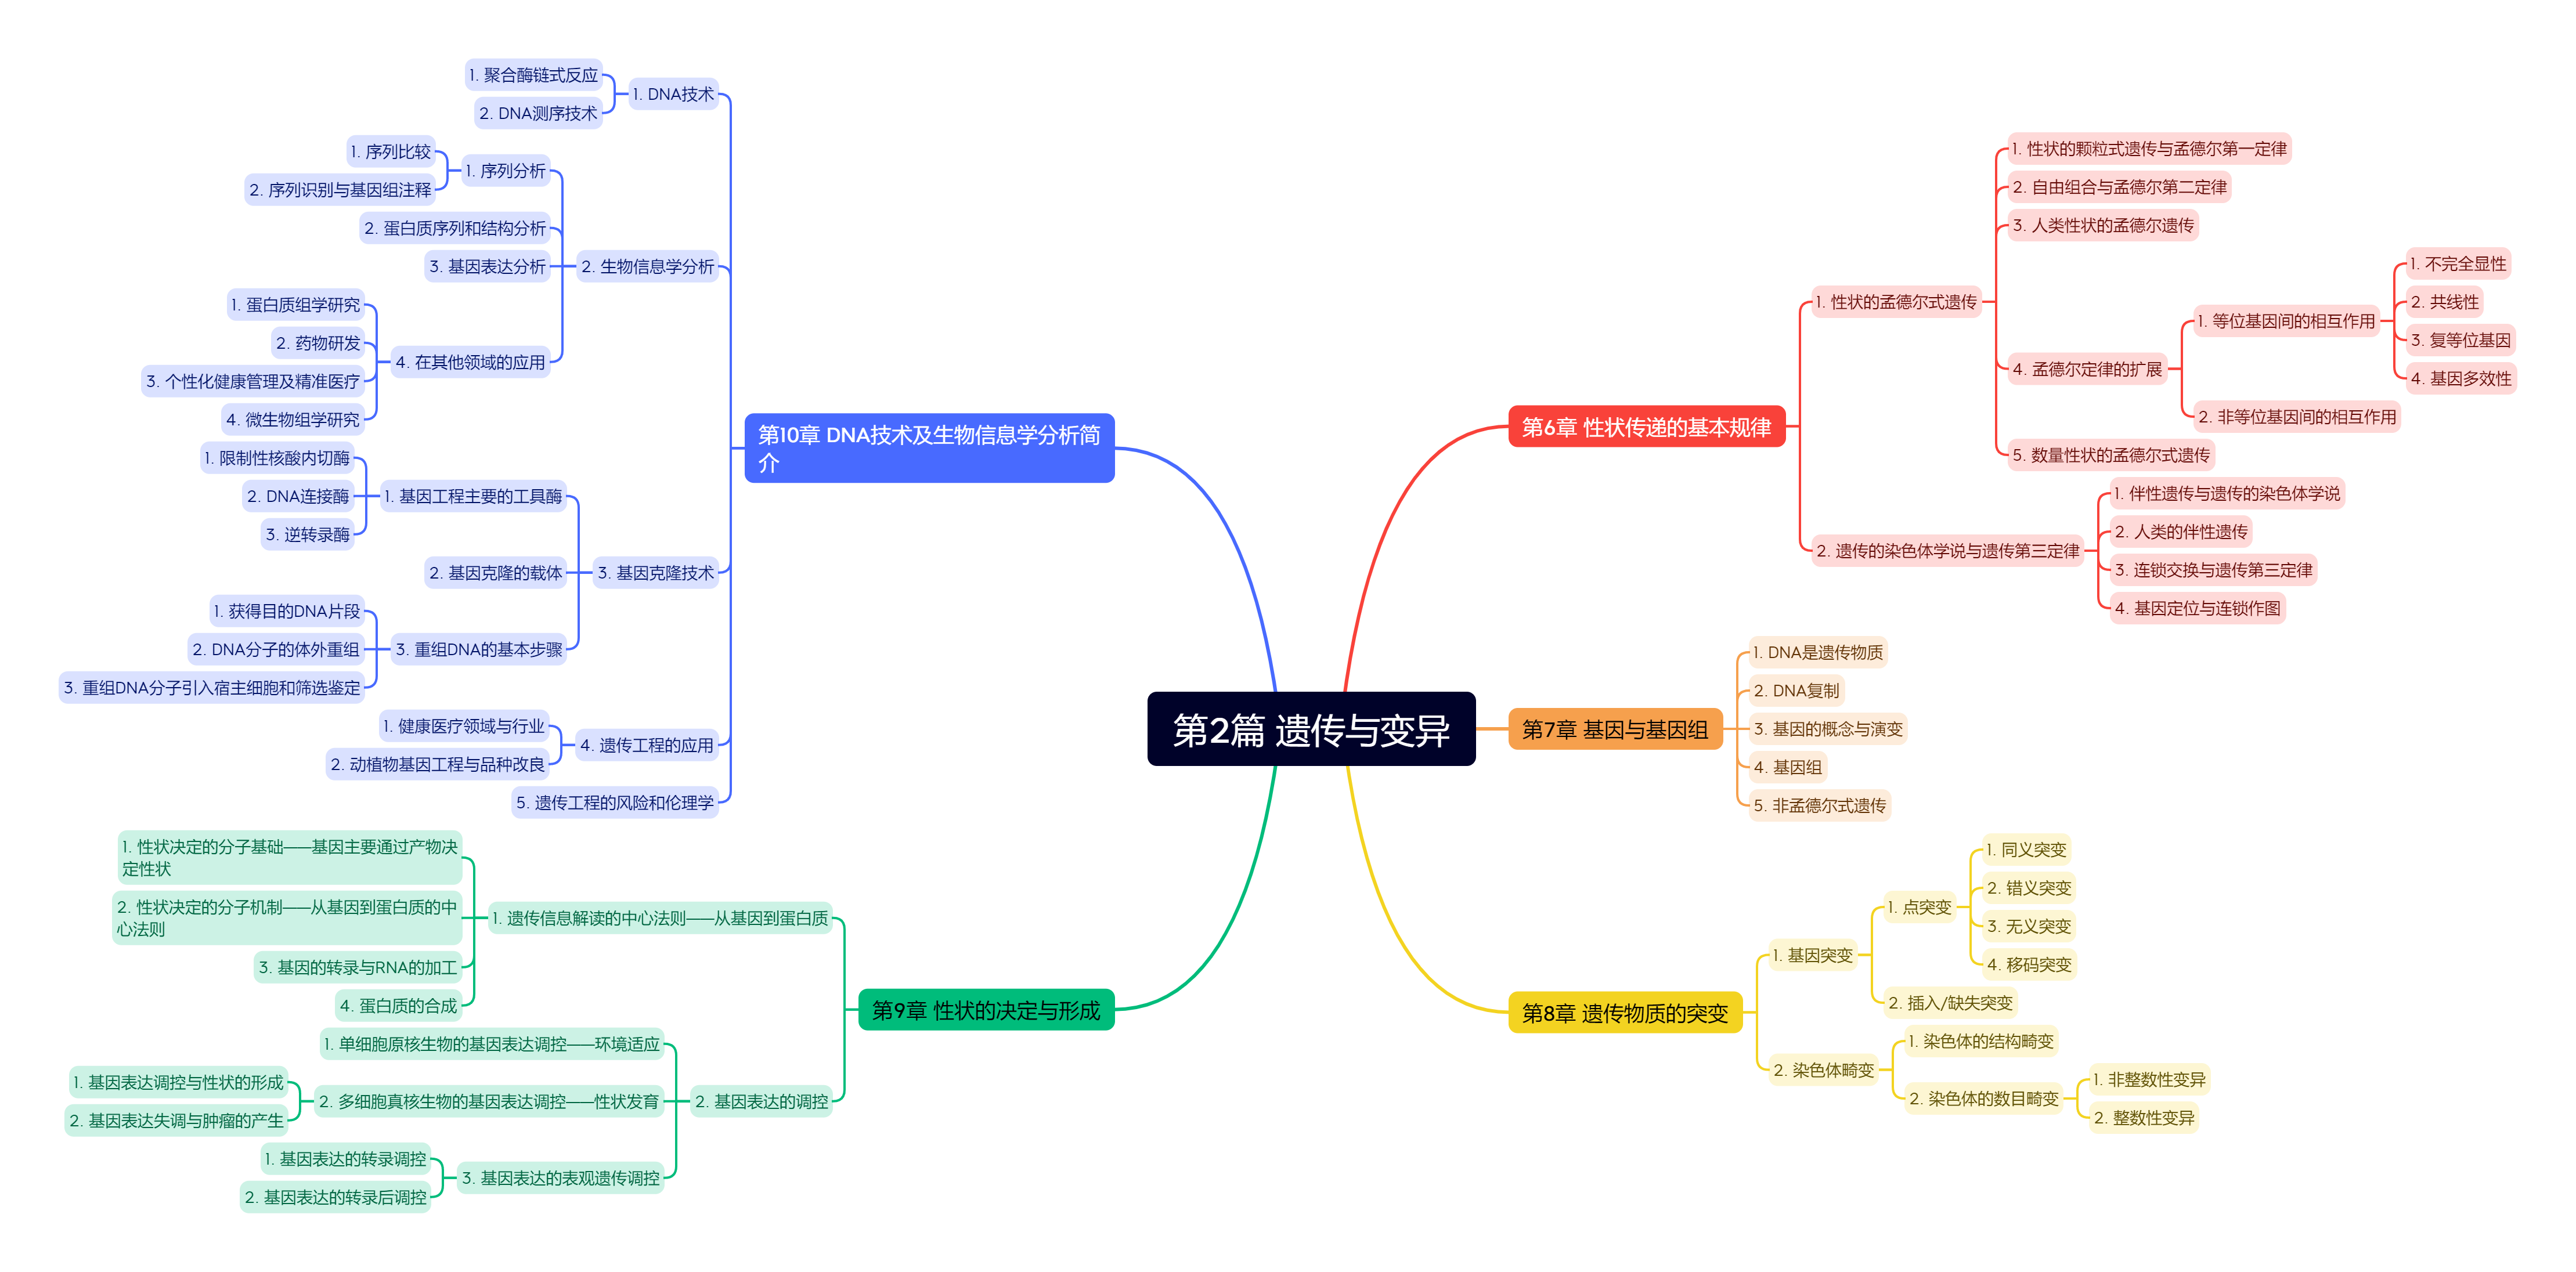 第2篇 遗传与变异
第6章 性状传递的基本规律
1. 性状的孟德尔式遗传
1. 性状的颗粒式遗传与孟德尔第一定律
2. 自由组合与孟德尔第二定律
3. 人类性状的孟德尔遗传
4. 孟德尔定律的扩展
1. 等位基因间的相互作用
1. 不完全显性
2. 共线性
3. 复等位基因
4. 基因多效性
2. 非等位基因间的相互作用
5. 数量性状的孟德尔式遗传
2. 遗传的染色体学说与遗传第三定律
1. 伴性遗传与遗传的染色体学说
2. 人类的伴性遗传
3. 连锁交换与遗传第三定律
4. 基因定位与连锁作图
第7章 基因与基因组
1. DNA是遗传物质
2. DNA复制
3. 基因的概念与演变
4. 基因组
5. 非孟德尔式遗传
第8章 遗传物质的突变
1. 基因突变
1. 点突变
1. 同义突变
2. 错义突变
3. 无义突变
4. 移码突变
2. 插入/缺失突变
2. 染色体畸变
1. 染色体的结构畸变
2. 染色体的数目畸变
1. 非整数性变异
2. 整数性变异
第9章 性状的决定与形成
1. 遗传信息解读的中心法则——从基因到蛋白质
1. 性状决定的分子基础——基因主要通过产物决
定性状
2. 性状决定的分子机制——从基因到蛋白质的中
心法则
3. 基因的转录与RNA的加工
4. 蛋白质的合成
2. 基因表达的调控
1. 单细胞原核生物的基因表达调控——环境适应
2. 多细胞真核生物的基因表达调控——性状发育
1. 基因表达调控与性状的形成
2. 基因表达失调与肿瘤的产生
3. 基因表达的表观遗传调控
1. 基因表达的转录调控
2. 基因表达的转录后调控
第10章 DNA技术及生物信息学分析简
介
1. DNA技术
1. 聚合酶链式反应
2. DNA测序技术
2. 生物信息学分析
1. 序列分析
1. 序列比较
2. 序列识别与基因组注释
2. 蛋白质序列和结构分析
3. 基因表达分析
4. 在其他领域的应用
1. 蛋白质组学研究
2. 药物研发
3. 个性化健康管理及精准医疗
4. 微生物组学研究
3. 基因克隆技术
1. 基因工程主要的工具酶
1. 限制性核酸内切酶
2. DNA连接酶
3. 逆转录酶
2. 基因克隆的载体
3. 重组DNA的基本步骤
1. 获得目的DNA片段
2. DNA分子的体外重组
3. 重组DNA分子引入宿主细胞和筛选鉴定
4. 遗传工程的应用
1. 健康医疗领域与行业
2. 动植物基因工程与品种改良
5. 遗传工程的风险和伦理学